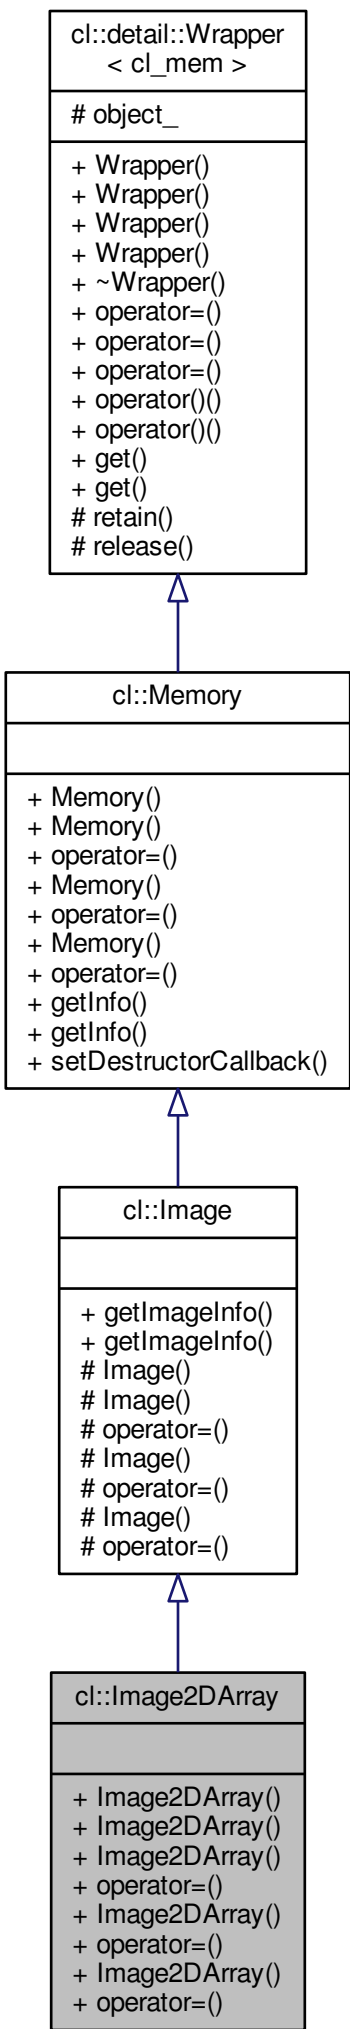 cl::detail::Wrapper
< cl_mem >
# object_
+ Wrapper()
+ Wrapper()
+ Wrapper()
+ Wrapper()
+ ~Wrapper()
+ operator=()
+ operator=()
+ operator=()
+ operator()()
+ operator()()
+ get()
+ get()
# retain()
# release()
cl::Memory
+ Memory()
+ Memory()
+ operator=()
+ Memory()
+ operator=()
+ Memory()
+ operator=()
+ getInfo()
+ getInfo()
+ setDestructorCallback()
cl::Image
+ getImageInfo()
+ getImageInfo()
# Image()
# Image()
# operator=()
# Image()
# operator=()
# Image()
# operator=()
cl::Image2DArray
+ Image2DArray()
+ Image2DArray()
+ Image2DArray()
+ operator=()
+ Image2DArray()
+ operator=()
+ Image2DArray()
+ operator=()